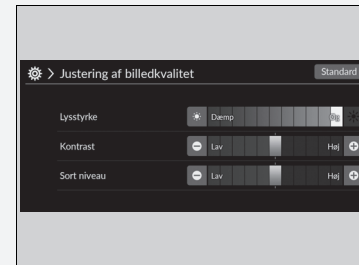 Justering af billedkvalitet
Standard
Lysstyrke
Dæmp
Kontrast
Lav
Høj
Sort niveau
Lav
Høj